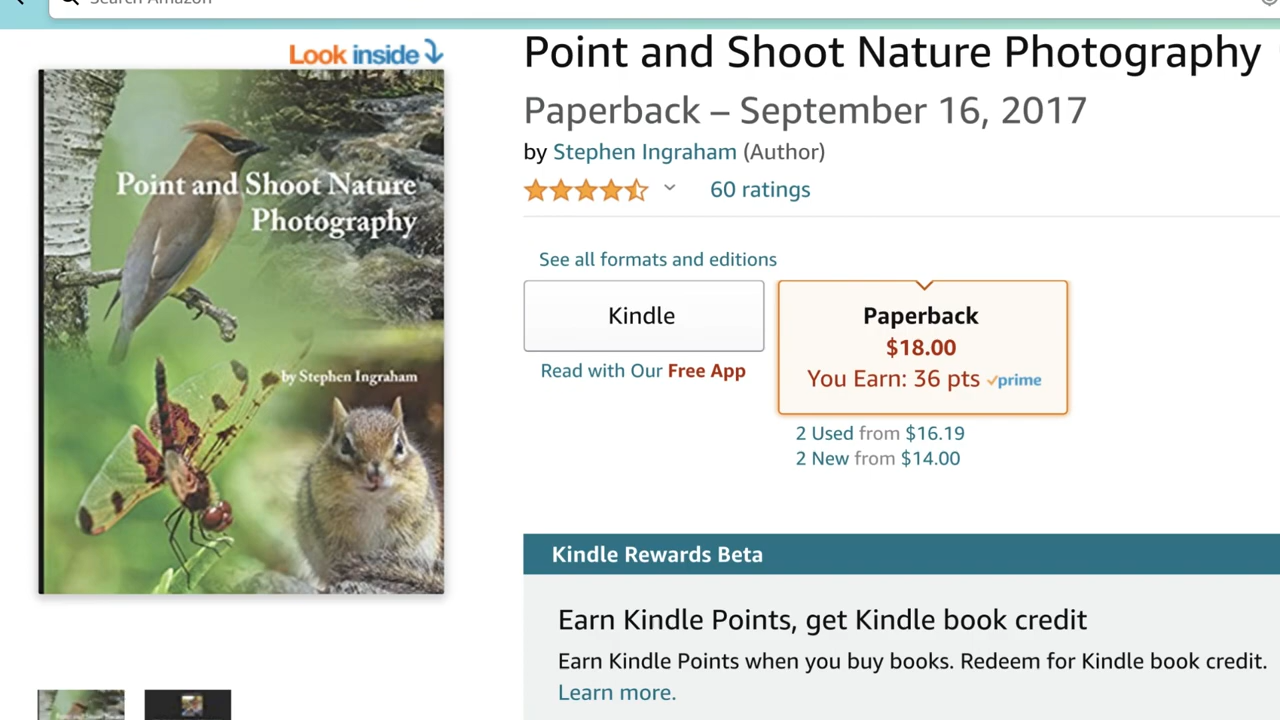 Search Amazon
Look inside
Point and Shoot Nature
Photography
by Stephen Ingraham
Point and Shoot Nature Photography
Paperback – September 16, 2017
by Stephen Ingraham (Author)
60 ratings
See all formats and editions
Kindle
Read with Our Free App
Paperback
$18.00
You Earn: 36 pts prime
2 Used from $16.19
2 New from $14.00
Kindle Rewards Beta
Earn Kindle Points, get Kindle book credit
Earn Kindle Points when you buy books. Redeem for Kindle book credit.
Learn more.